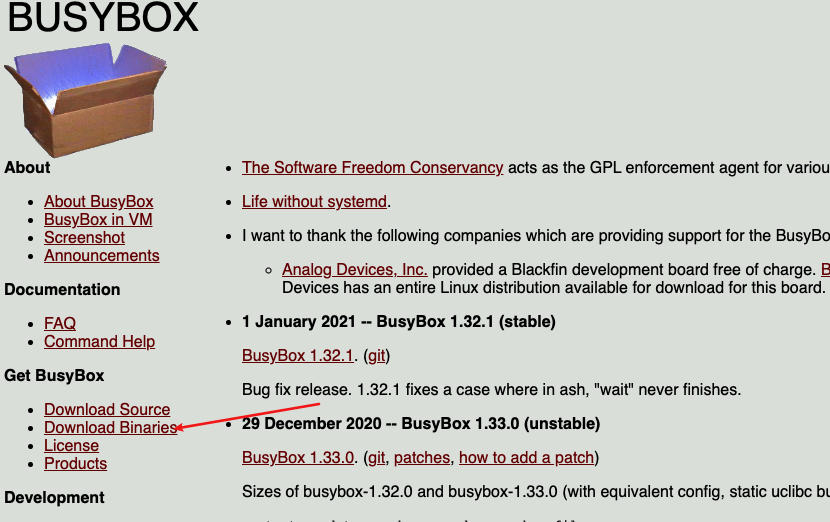 BUSYBOX
About
About BusyBox
BusyBox in VM
Screenshot
Announcements
Documentation
FAQ
Command Help
Get BusyBox
Download Source
Download Binaries
License
Products
Development
The Software Freedom Conservancy acts as the GPL enforcement agent for variou
Life without systemd.
I want to thank the following companies which are providing support for the BusyBo
Analog Devices, Inc. provided a Blackfin development board free of charge. B
Devices has an entire Linux distribution available for download for this board.
1 January 2021 -- BusyBox 1.32.1 (stable)
BusyBox 1.32.1. (git)
Bug fix release. 1.32.1 fixes a case where in ash, "wait" never finishes.
29 December 2020 -- BusyBox 1.33.0 (unstable)
BusyBox 1.33.0. (git, patches, how to add a patch)
Sizes of busybox-1.32.0 and busybox-1.33.0 (with equivalent config, static uclibc bu